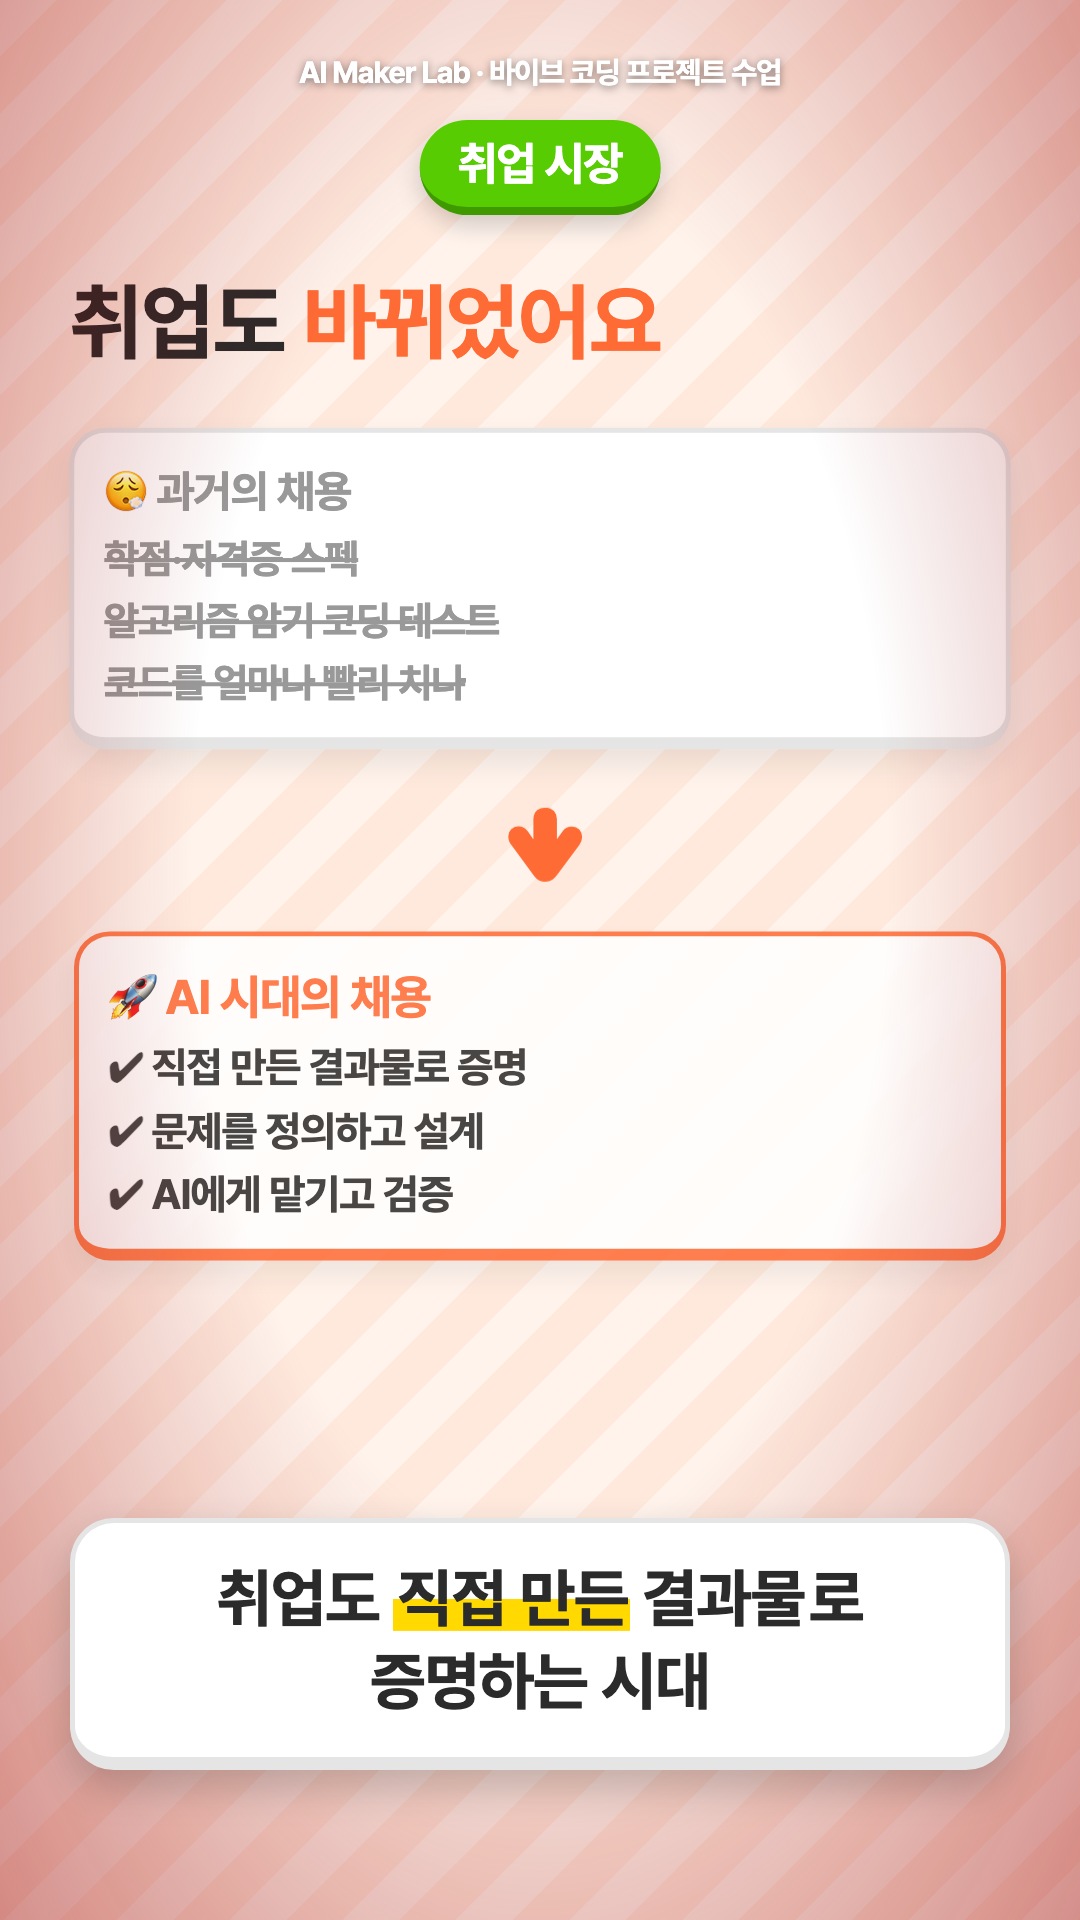 AI Maker Lab · 바이브 코딩 프로젝트 수업
취업 시장
취업도 바뀌었어요
과거의 채용
학점·자격증 스펙
알고리즘 암기 코딩 테스트
코드를 얼마나 빨리 치나
AI 시대의 채용
✔ 직접 만든 결과물로 증명
✔ 문제를 정의하고 설계
✔ AI에게 맡기고 검증
취업도 직접 만든 결과물로
증명하는 시대